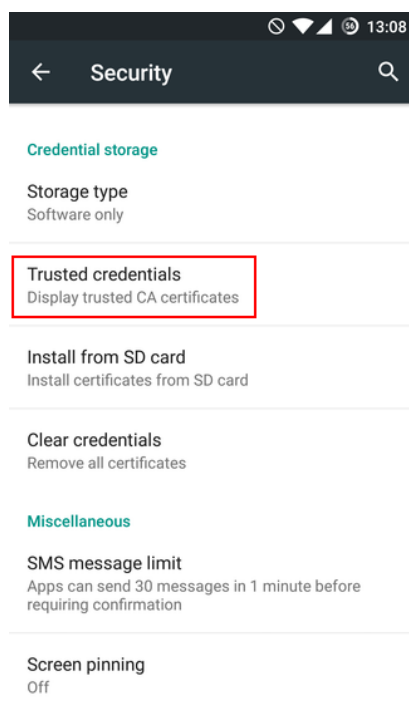 56 13:08
Security
Credential storage
Storage type
Software only
Trusted credentials
Display trusted CA certificates
Install from SD card
Install certificates from SD card
Clear credentials
Remove all certificates
Miscellaneous
SMS message limit
Apps can send 30 messages in 1 minute before
requiring confirmation
Screen pinning
Off